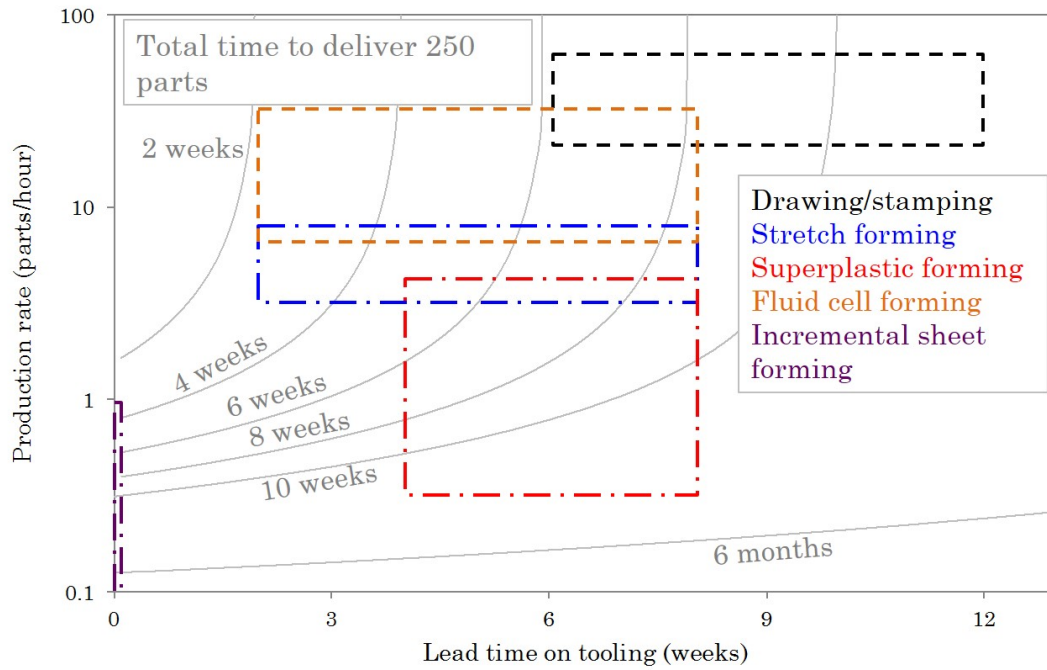 100
Total time to deliver 250
parts
2 weeks
10
Production rate (parts/hour)
Drawing/stamping
Stretch forming
Superplastic forming
Fluid cell forming
Incremental sheet
forming
4 weeks
6 weeks
1
8 weeks
10 weeks
6 months
0.1
0
3
6
9
12
Lead time on tooling (weeks)